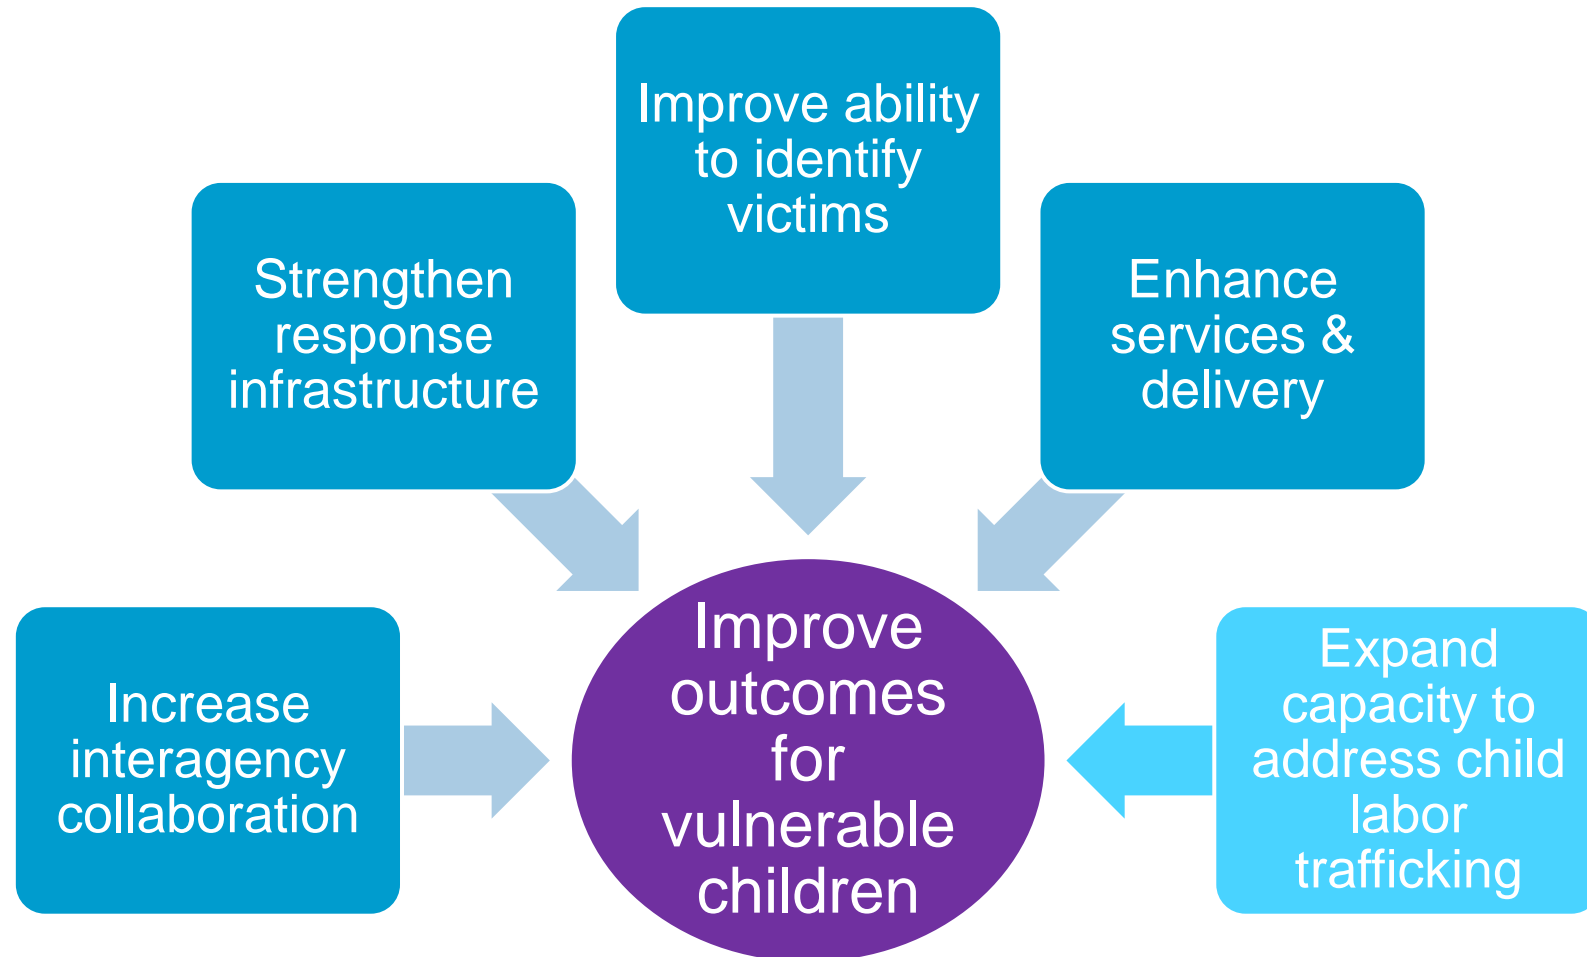 Improve ability
to identify
victims
Strengthen
response
infrastructure
Enhance
services &
delivery
Increase
interagency
collaboration
Improve
outcomes
for
vulnerable
children
Expand
capacity to
address child
labor
trafficking